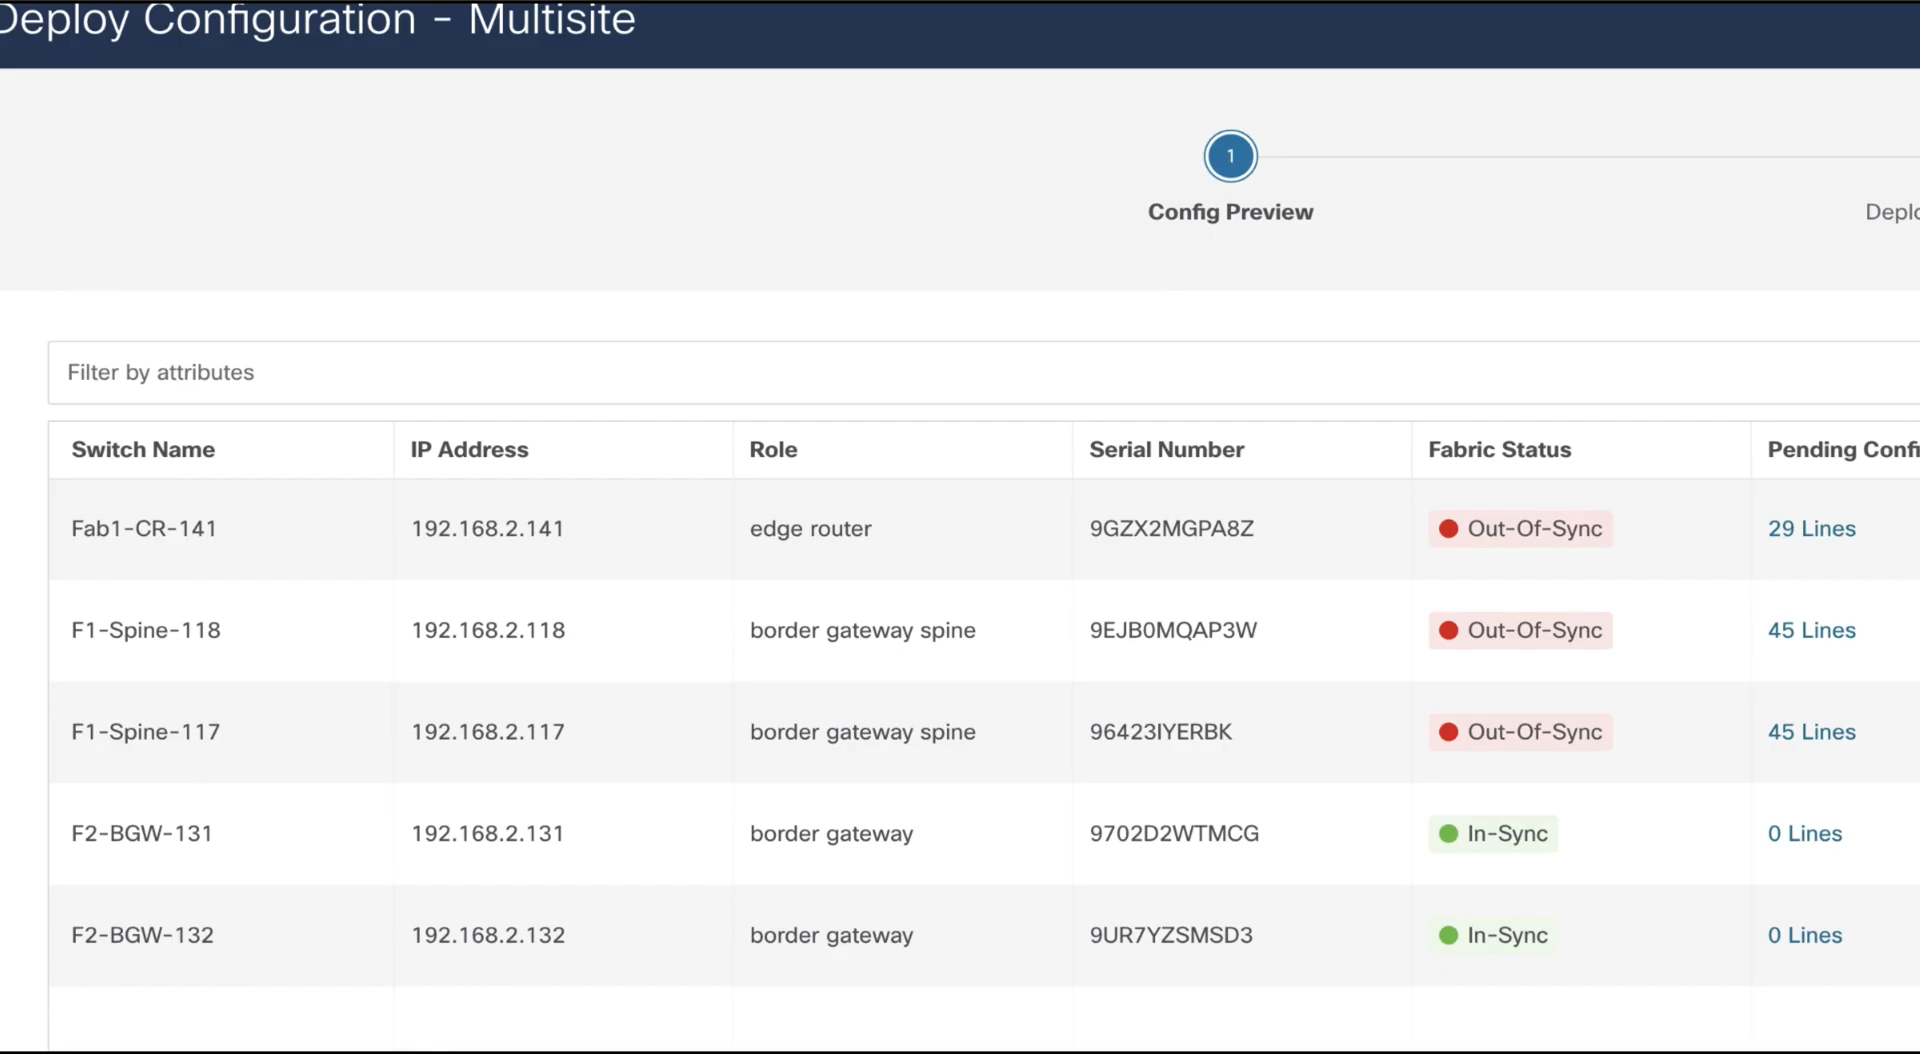 Deploy Configuration - Multisite
1
Config Preview
Filter by attributes
Switch Name IP Address Role Serial Number Fabric Status Pending
Fab1-CR-141 192.168.2.141 edge router 9GZX2MGPA8Z Out-Of-Sync 29 Lines
F1-Spine-118 192.168.2.118 border gateway spine 9EJB0MQAP3W Out-Of-Sync 45 Lines
F1-Spine-117 192.168.2.117 border gateway spine 96423IYERBK Out-Of-Sync 45 Lines
F2-BGW-131 192.168.2.131 border gateway 9702D2WTMCG In-Sync 0 Lines
F2-BGW-132 192.168.2.132 border gateway 9UR7YZSMSD3 In-Sync 0 Lines